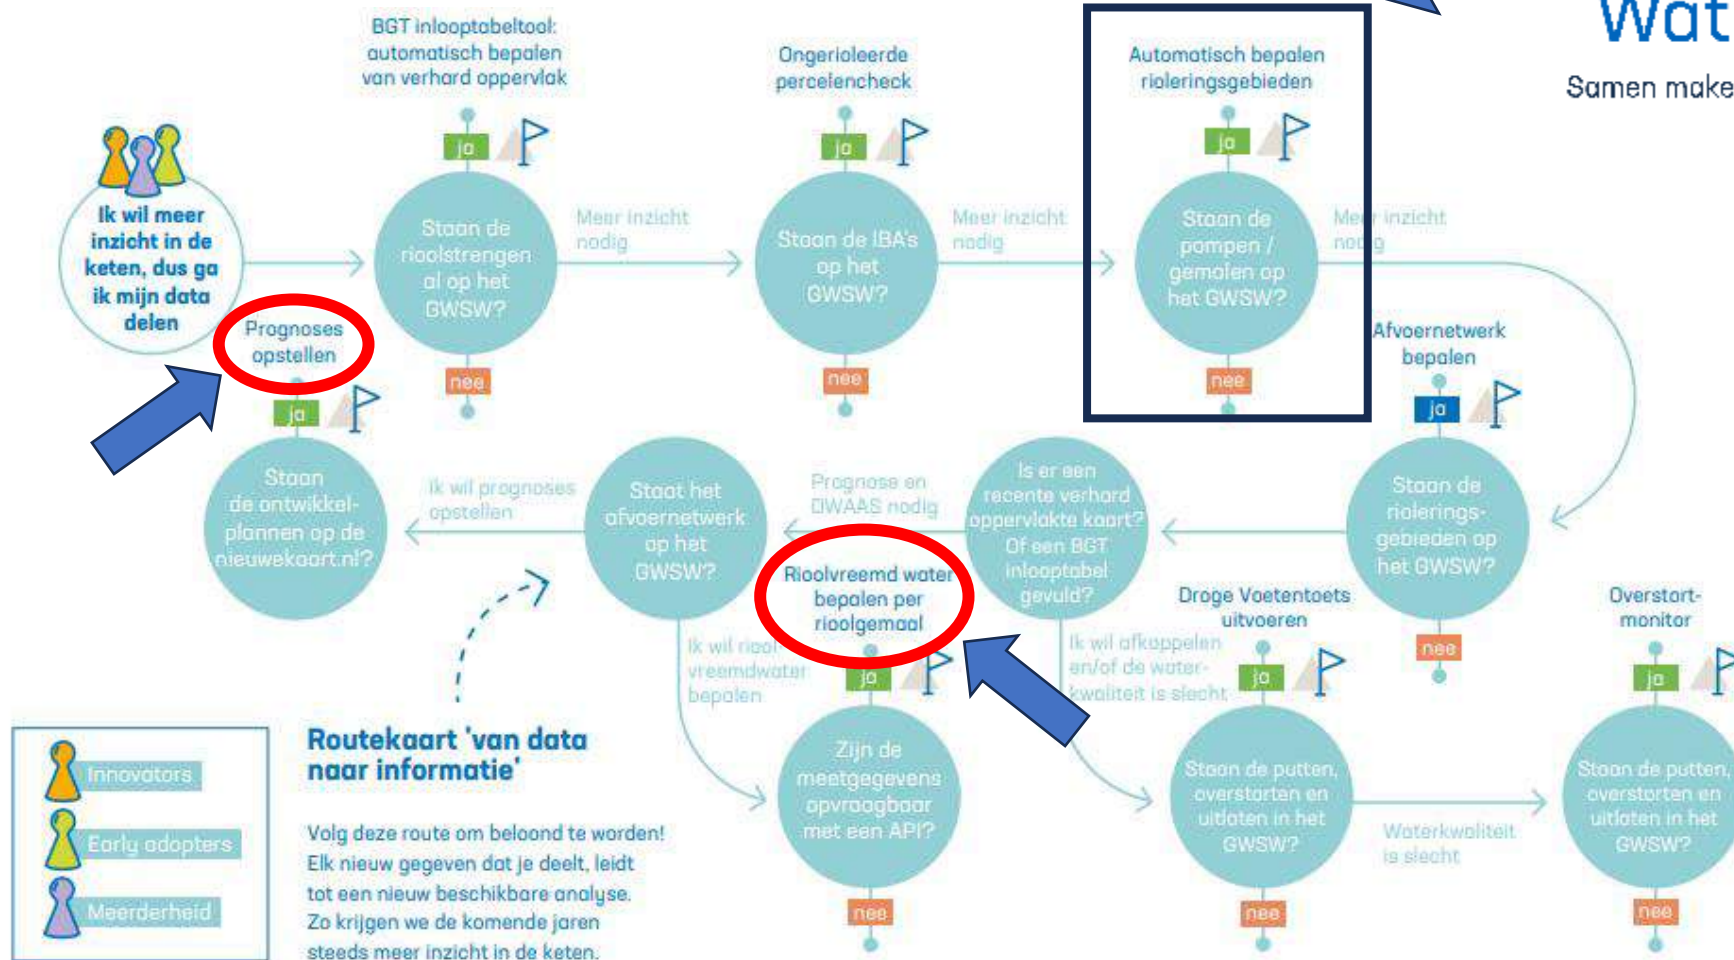 Wat
Samen make
BGT inlooptabeltool:
automatisch bepalen
van verhard oppervlak
Ongerioleerde
percelencheck
Automatisch bepalen
rioleringsgebieden
ja
ja
ja
Ik wil meer
inzicht in de
keten, dus ga
ik mijn data
delen
Staan de
rioolstrengen
al op het
GWSW?
Meer inzicht
nodig
Staan de IBA's
op het
GWSW?
Meer inzicht
nodig
Staan de
pompen /
gemalen op
het GWSW?
Meer inzicht
nodig
nee
nee
nee
Prognoses
opstellen
ja
Afvoernetwerk
bepalen
ja
Staan
de ontwikkel-
plannen op de
nieuwekaart.nl?
Ik wil prognoses
opstellen
Staat het
afvoernetwerk
op het
GWSW?
Prognose en
DWAAS nodig
Is er een
recente verhard
oppervlakte kaart?
Of een BGT
inlooptabel
gevuld?
Staan de
riolerings-
gebieden op
het GWSW?
nee
Rioolvreemd water
bepalen per
rioolgemaal
ja
Droge Voetentoets
uitvoeren
ja
Overstort-
monitor
ja
Ik wil riool-
vreemdwater
bepalen
Ik wil afkoppelen
en/of de water-
kwaliteit is slecht
Zijn de
meetgegevens
opvraagbaar
met een API?
nee
Staan de putten,
overstorten en
uitlaten in het
GWSW?
nee
Waterkwaliteit
is slecht
Staan de putten,
overstorten en
uitlaten in het
GWSW?
nee
Innovators
Early adopters
Meerderheid
Routekaart 'van data
naar informatie'
Volg deze route om beloond te worden!
Elk nieuw gegeven dat je deelt, leidt
tot een nieuw beschikbare analyse.
Zo krijgen we de komende jaren
steeds meer inzicht in de keten.